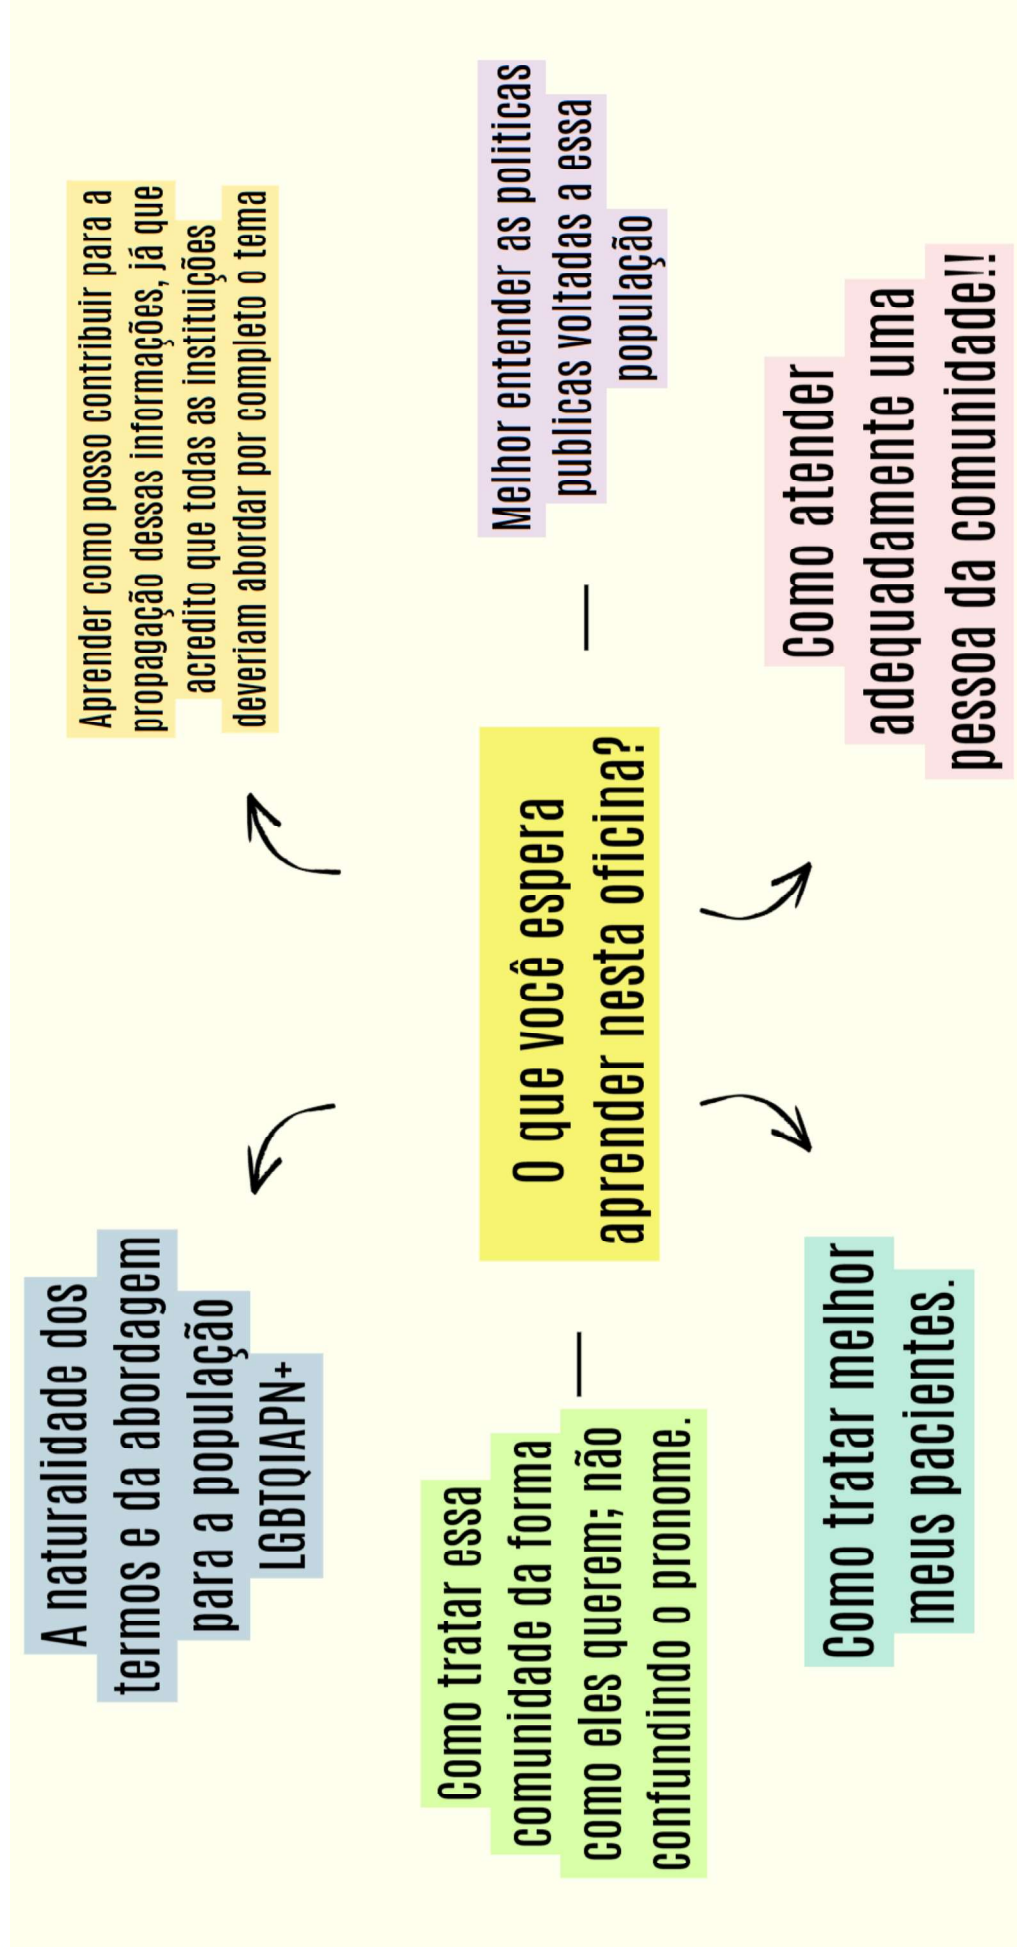 A naturalidade dos
termos e da abordagem
para a população
LGBTQIAPN+
Aprender como posso contribuir para a
propagação dessas informações, já que
acredito que todas as instituições
deveriam abordar por completo o tema
Como tratar essa
comunidade da forma
como eles querem; não
confundindo o pronome.
O que você espera
aprender nesta oficina?
Melhor entender as politicas
publicas voltadas a essa
população
Como tratar melhor
meus pacientes.
Como atender
adequadamente uma
pessoa da comunidade!!